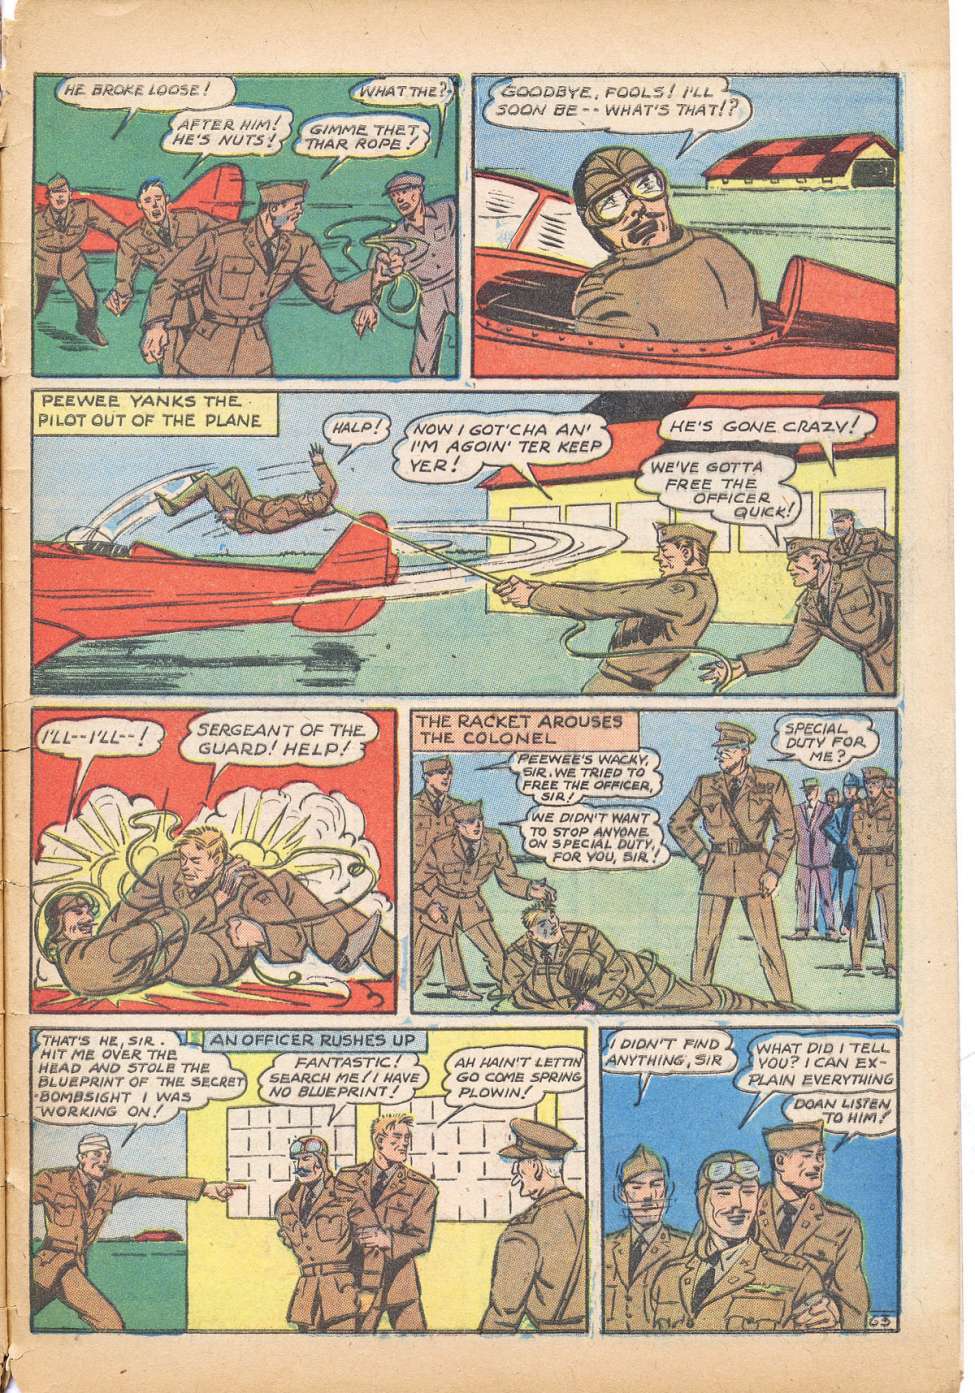 HE BROKE LOOSE!
AFTER HIM!
HE'S NUTS!
GIMME THET
THAR ROPE!
WHAT THE?-
GOODBYE, FOOLS! I'LL
SOON BE-- WHAT'S THAT!?
PEEWEE YANKS THE
PILOT OUT OF THE PLANE
HALP!
NOW I GOT'CHA AN'
I'M AGOIN' TER KEEP
YER!
HE'S GONE CRAZY!
WE'VE GOTTA
FREE THE
OFFICER
QUICK!
I'LL--I'LL--!
SERGEANT OF THE
GUARD! HELP!
THE RACKET AROUSES
THE COLONEL
PEEWEE'S WACKY,
SIR. WE TRIED TO
FREE THE OFFICER,
SIR!
WE DIDN'T WANT
TO STOP ANYONE
ON SPECIAL DUTY,
FOR YOU, SIR!
SPECIAL
DUTY FOR
ME?
THAT'S HE, SIR.
HIT ME OVER THE
HEAD AND STOLE THE
BLUEPRINT OF THE SECRET
BOMBSIGHT I WAS
WORKING ON!
AN OFFICER RUSHES UP
FANTASTIC!
SEARCH ME! I HAVE
NO BLUEPRINT!
AH HAIN'T LETTIN
GO COME SPRING
PLOWIN!
I DIDN'T FIND
ANYTHING, SIR
WHAT DID I TELL
YOU? I CAN EX-
PLAIN EVERYTHING
DOAN LISTEN
TO HIM!
63